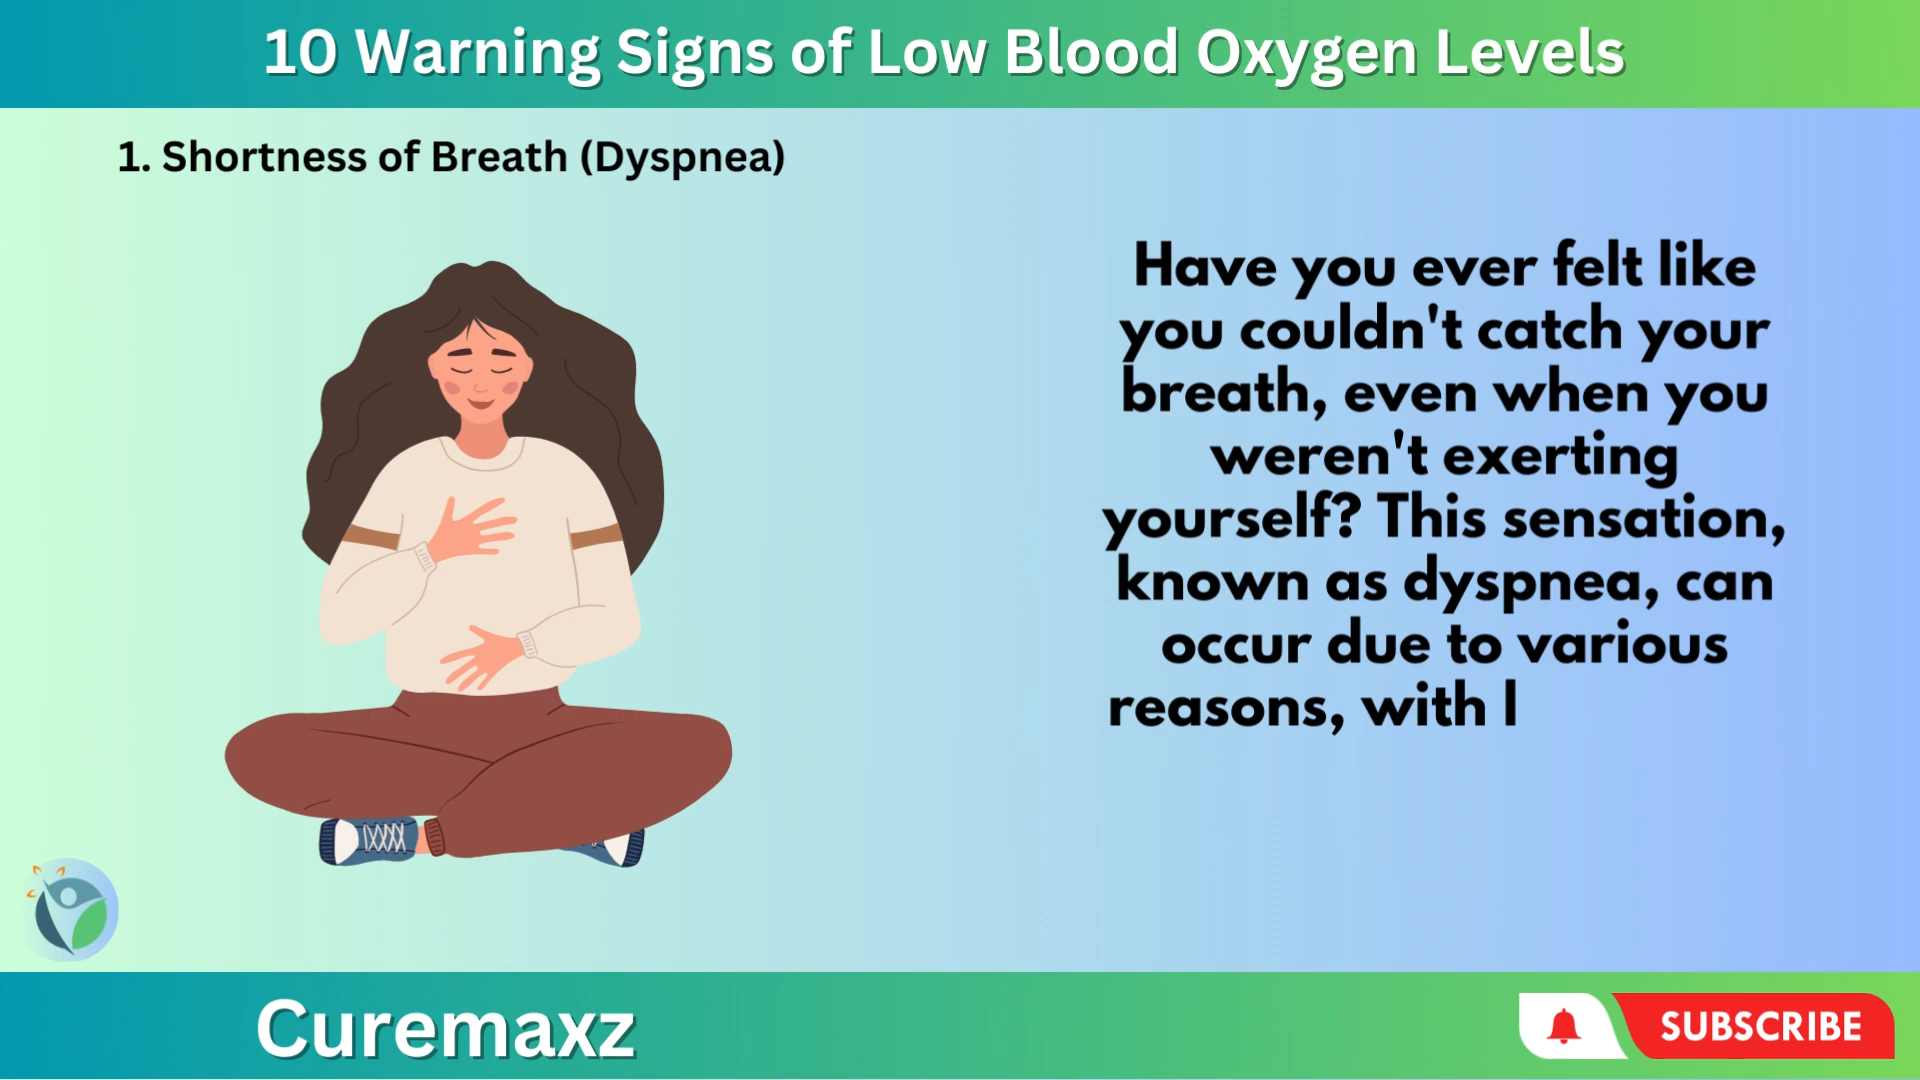 10 Warning Signs of Low Blood Oxygen Levels
1. Shortness of Breath (Dyspnea)
Have you ever felt like
you couldn't catch your
breath, even when you
weren't exerting
yourself? This sensation,
known as dyspnea, can
occur due to various
reasons, with l
Curemaxz
SUBSCRIBE